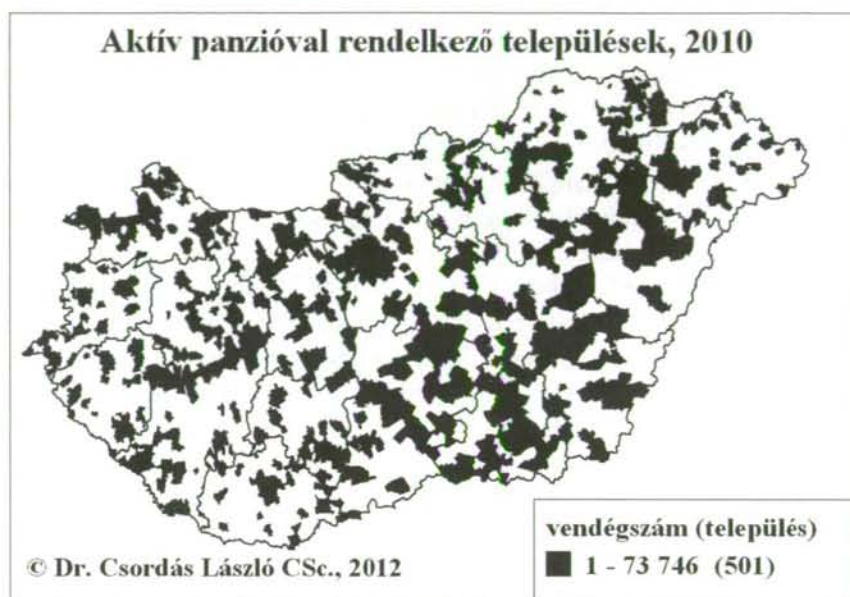 Aktív panzióval rendelkező települések, 2010
vendégszám (település)
1 - 73 746 (501)
© Dr. Csordás László CSc., 2012